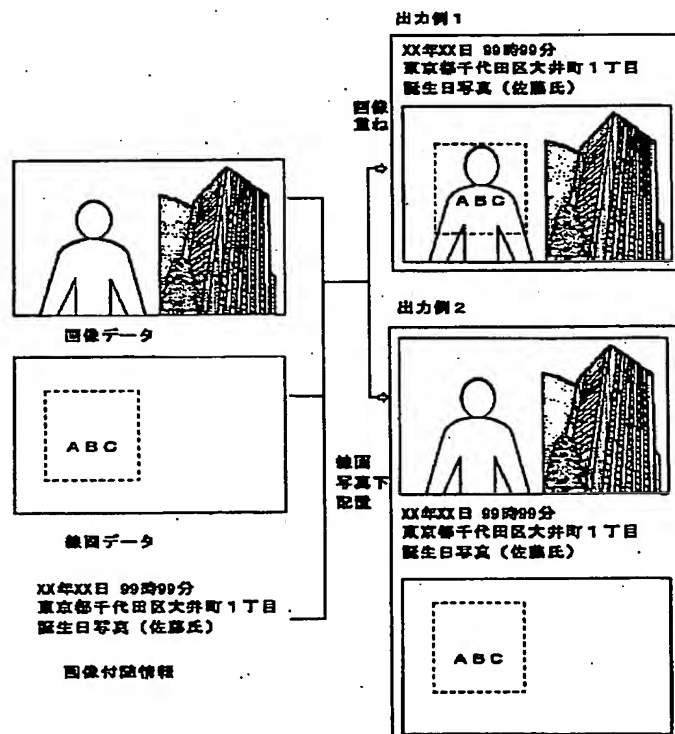 ABC
画像データ
ABC
線図データ
XX年XX日 99時99分
東京都千代田区大井町1丁目
誕生日写真(佐藤氏)
画像付随情報
画像
重ね
線図
写真下
配置
出力例1
XX年XX日 99時99分
東京都千代田区大井町1丁目
誕生日写真(佐藤氏)
ABC
出力例2
XX年XX日 99時99分
東京都千代田区大井町1丁目
誕生日写真(佐藤氏)
ABC